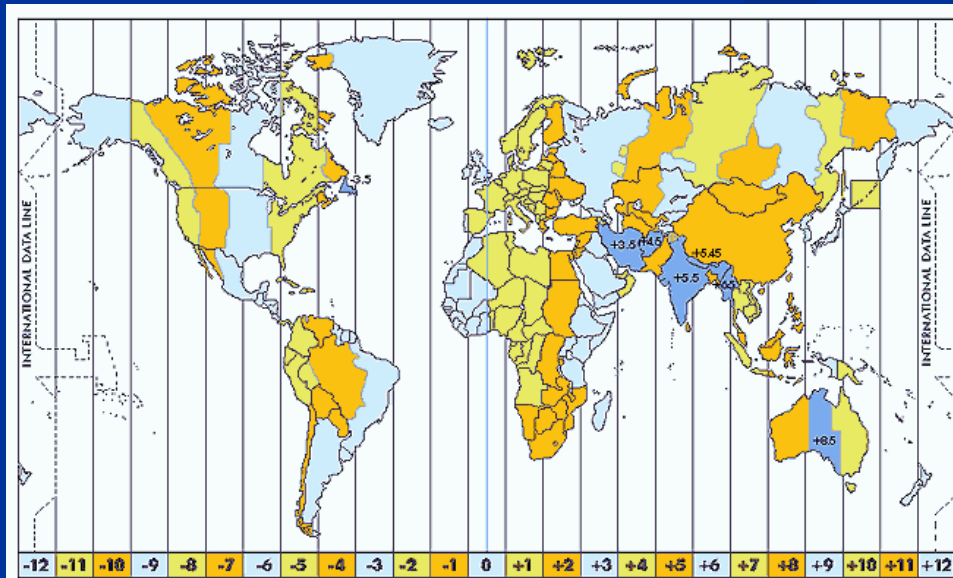 -3.5
+3.5
+4.5
+5.45
+5.5
+6.5
+8.5
INTERNATIONAL DATA LINE
INTERNATIONAL DATA LINE
-12 -11 -10 -9 -8 -7 -6 -5 -4 -3 -2 -1 0 +1 +2 +3 +4 +5 +6 +7 +8 +9 +10 +11 +12